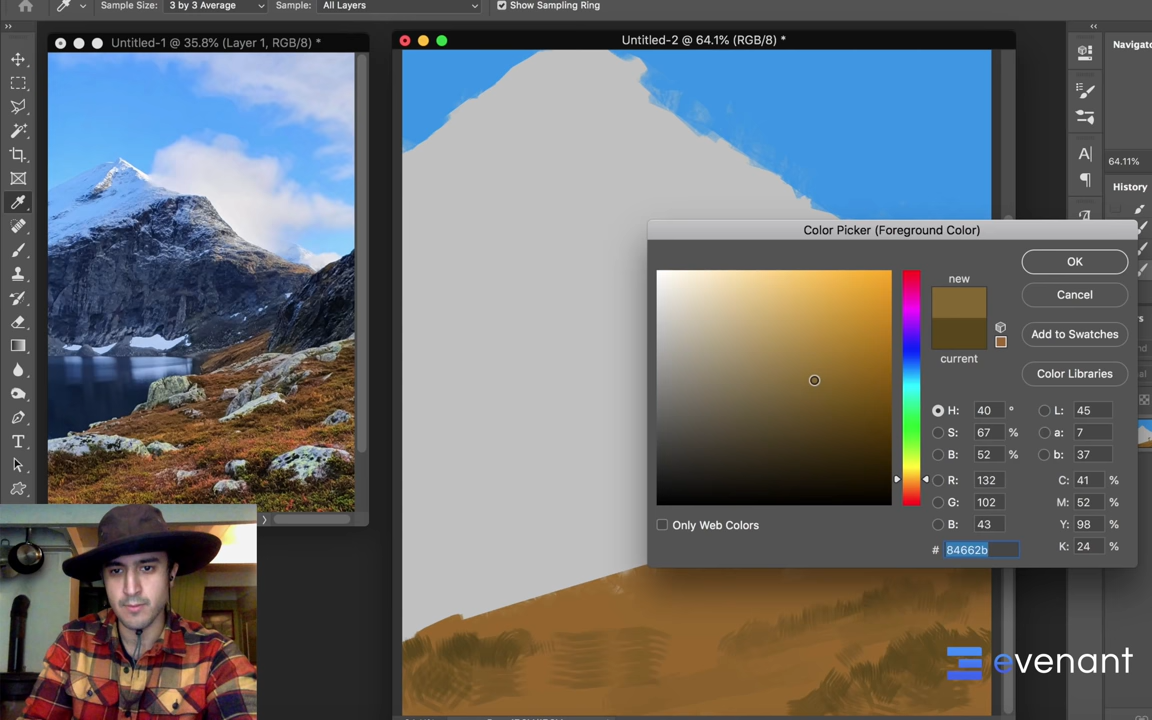 Sample Size: 3 by 3 Average Sample: All Layers Show Sampling Ring
Untitled-1 @ 35.8% (Layer 1, RGB/8) *
Untitled-2 @ 64.1% (RGB/8) *
Navigato
64.11%
History
Color Picker (Foreground Color)
new
current
OK
Cancel
Add to Swatches
Color Libraries
H: 40 °
S: 67 %
B: 52 %
R: 132
G: 102
B: 43
# 84662b
L: 45
a: 7
b: 37
C: 41 %
M: 52 %
Y: 98 %
K: 24 %
Only Web Colors
evenant